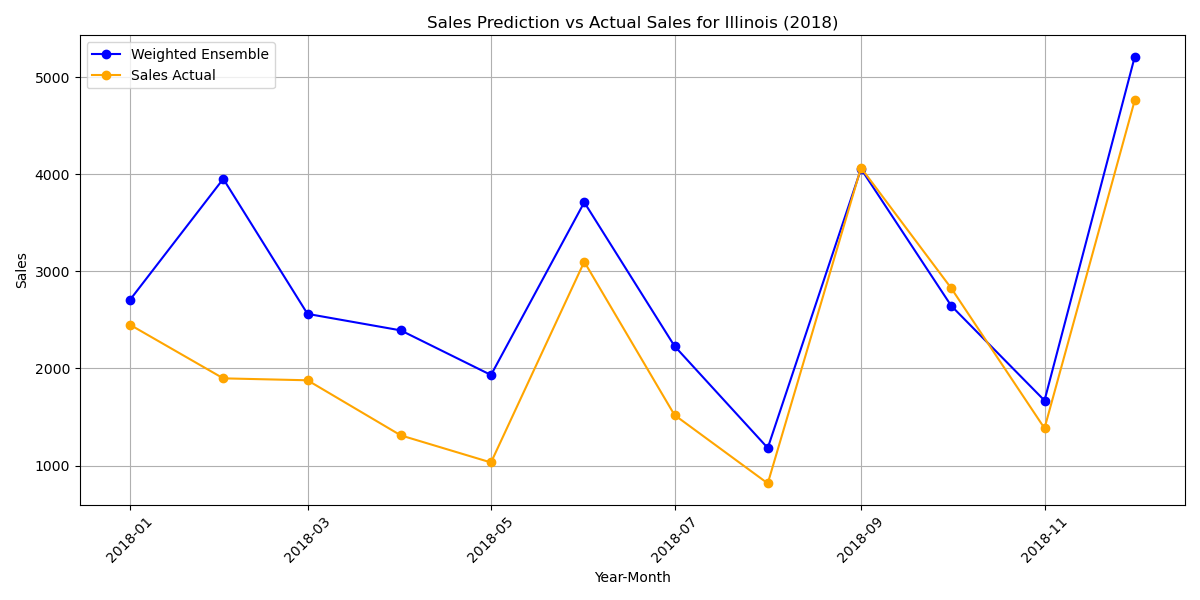 Sales Prediction vs Actual Sales for Illinois (2018)
Weighted Ensemble
Sales Actual
5000
4000
3000
2000
1000
Sales
2018-01
2018-03
2018-05
2018-07
2018-09
2018-11
Year-Month